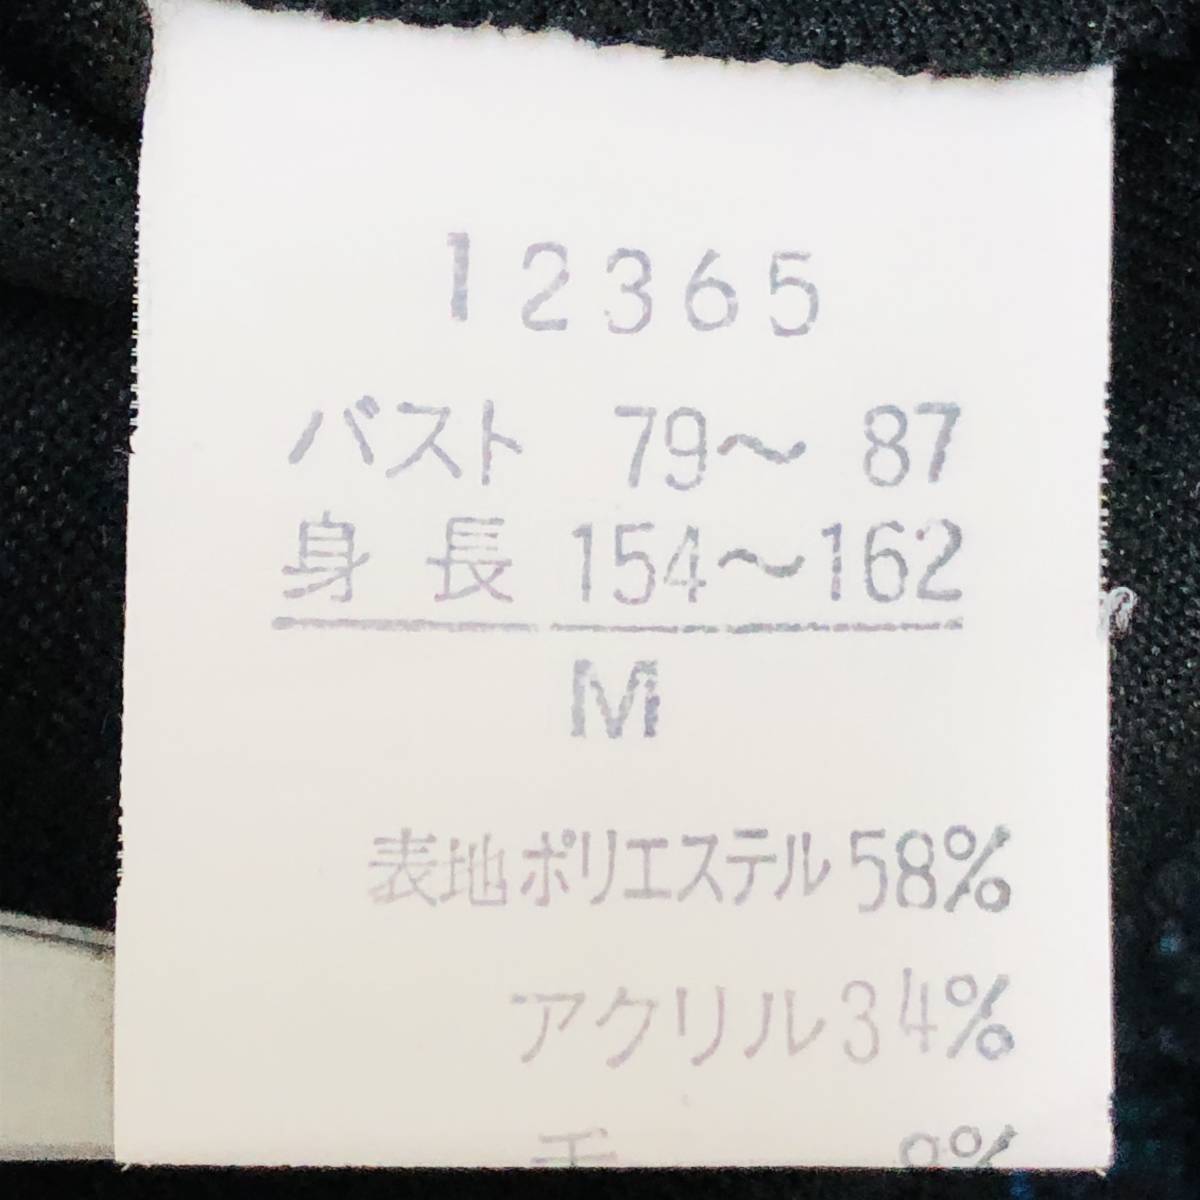 12365
バスト 79〜 87
身 長 154〜162
M
表地ポリエステル58%
アクリル34%